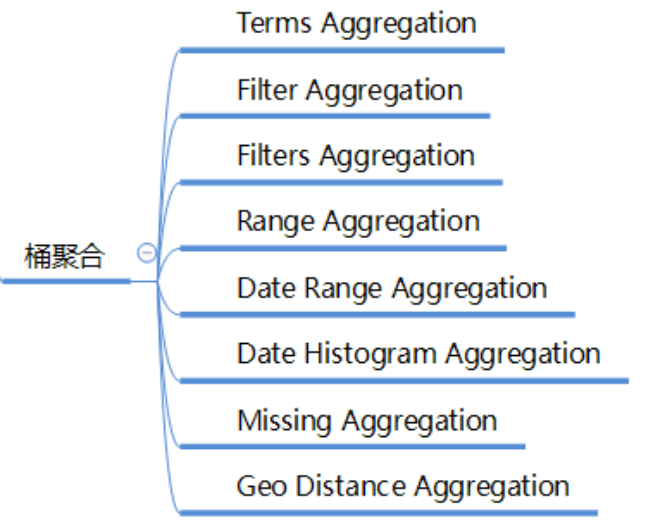 Terms Aggregation
Filter Aggregation
Filters Aggregation
Range Aggregation
桶聚合
Date Range Aggregation
Date Histogram Aggregation
Missing Aggregation
Geo Distance Aggregation